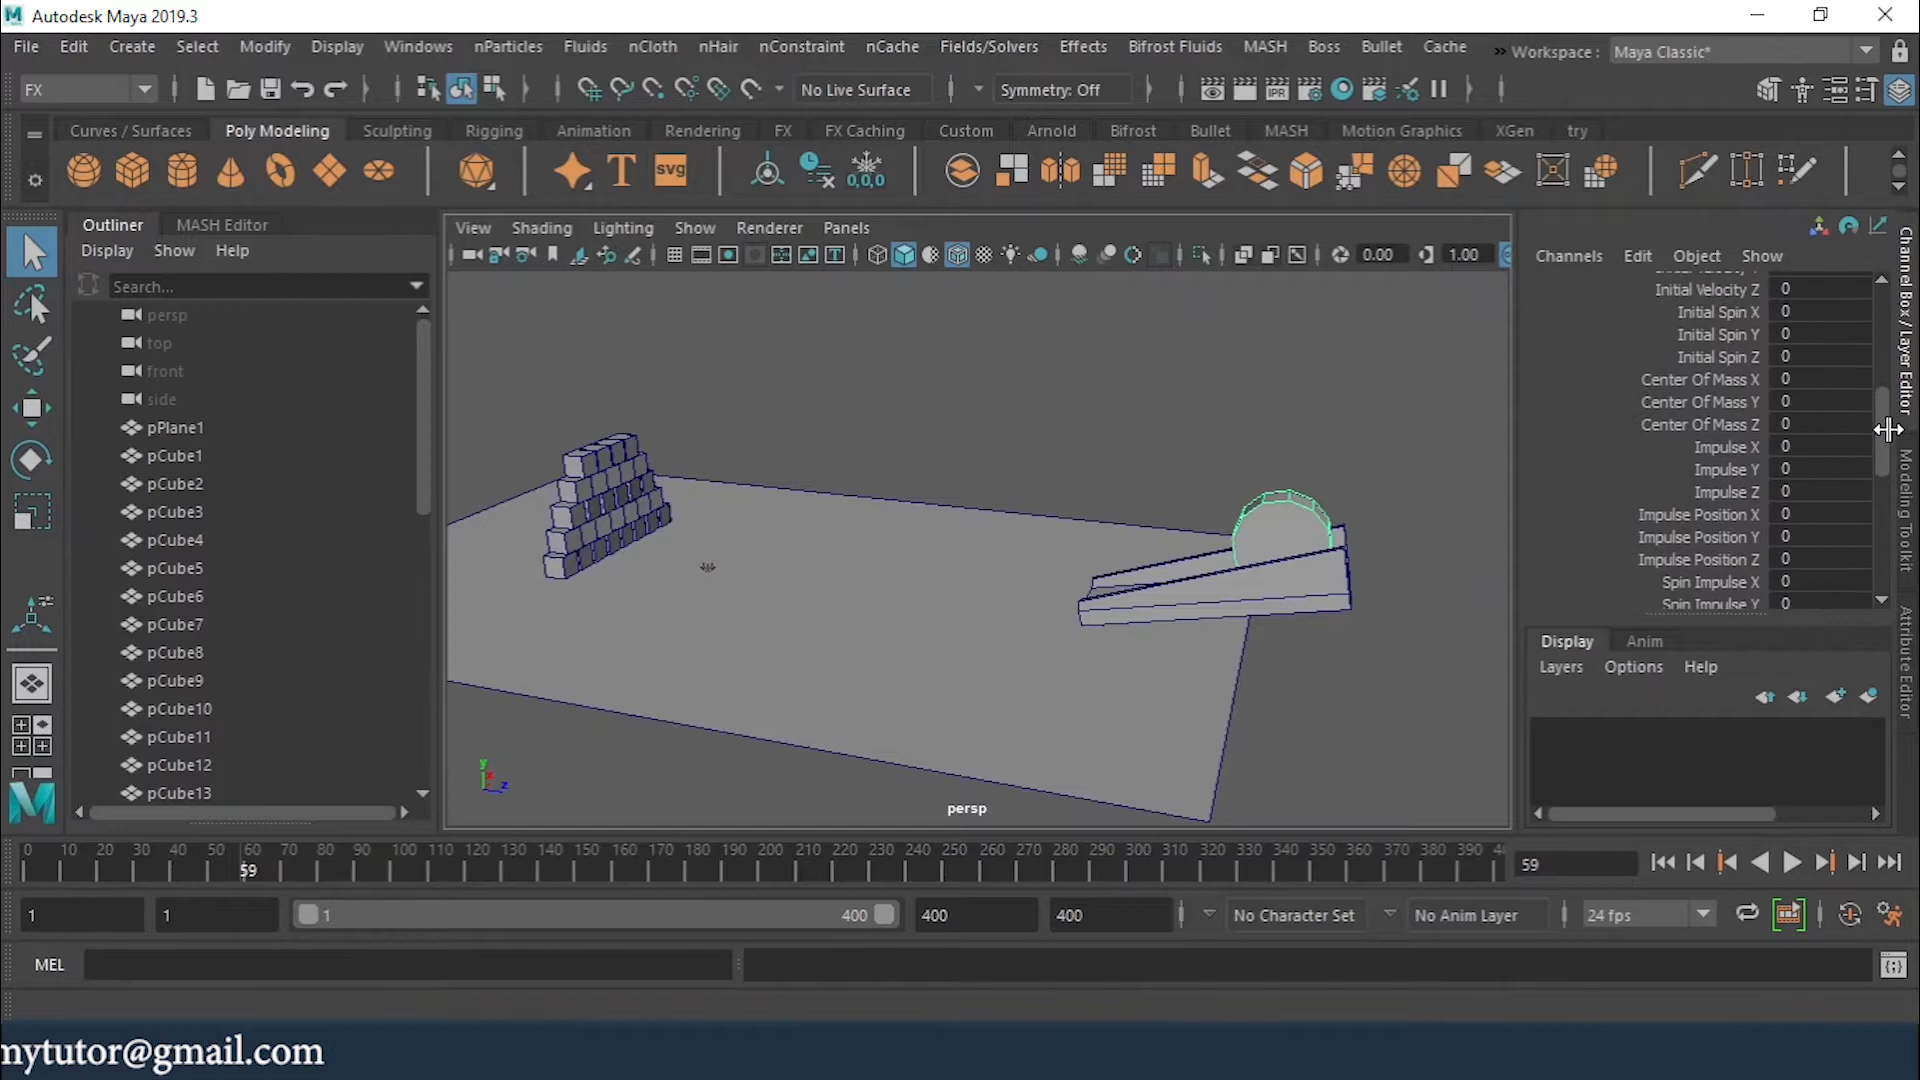 Autodesk Maya 2019.3
File Edit Create Select Modify Display Windows nParticles Fluids nCloth nHair nConstraint nCache Fields/Solvers Effects Bifrost Fluids MASH Boss Bullet Cache » Workspace : Maya Classic*
FX No Live Surface Symmetry: Off
Curves / Surfaces Poly Modeling Sculpting Rigging Animation Rendering FX FX Caching Custom Arnold Bifrost Bullet MASH Motion Graphics XGen try
T svg 0,0,0
Outliner MASH Editor
Display Show Help
Search...
persp
top
front
side
pPlane1
pCube1
pCube2
pCube3
pCube4
pCube5
pCube6
pCube7
pCube8
pCube9
pCube10
pCube11
pCube12
pCube13
View Shading Lighting Show Renderer Panels
0.00 1.00
y
x
z
persp
Channels Edit Object Show
Initial Velocity Z 0
Initial Spin X 0
Initial Spin Y 0
Initial Spin Z 0
Center Of Mass X 0
Center Of Mass Y 0
Center Of Mass Z 0
Impulse X 0
Impulse Y 0
Impulse Z 0
Impulse Position X 0
Impulse Position Y 0
Impulse Position Z 0
Spin Impulse X 0
Spin Impulse Y 0
Channel Box / Layer Editor
Modeling Toolkit
Attribute Editor
Display Anim
Layers Options Help
0 10 20 30 40 50 60 70 80 90 100 110 120 130 140 150 160 170 180 190 200 210 220 230 240 250 260 270 280 290 300 310 320 330 340 350 360 370 380 390
59
59
1 1 1 400 400 400 No Character Set No Anim Layer 24 fps
MEL
mytutor@gmail.com